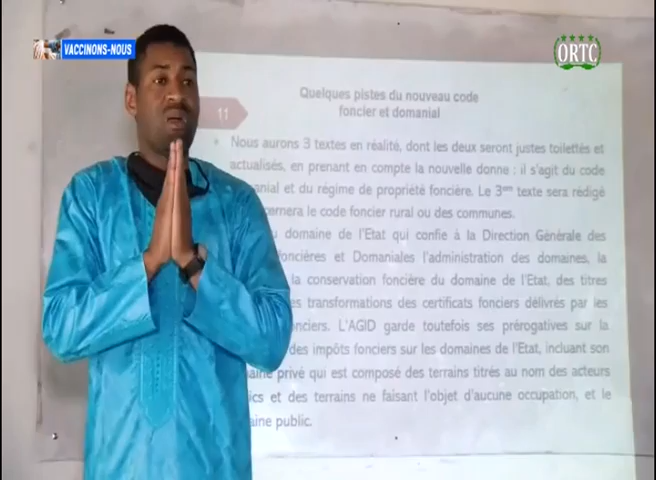 VACCINONS-NOUS
ORTC
Quelques pistes du nouveau code
foncier et domanial
11
Nous aurons 3 textes en réalité, dont les deux seront justes toilettés et
actualisés, en prenant en compte la nouvelle donne : il s'agit du code
et du régime de propriété foncière. Le 3ème texte sera rédigé
le code foncier rural ou des communes.
domaine de l'Etat qui confie à la Direction Générale des
et Domaniales l'administration des domaines, la
la conservation foncière du domaine de l'Etat, des titres
transformations des certificats fonciers délivrés par les
L'AGID garde toutefois ses prérogatives sur la
des impôts fonciers sur les domaines de l'Etat, incluant son
privé qui est composé des terrains titrés au nom des acteurs
et des terrains ne faisant l'objet d'aucune occupation, et le
public.